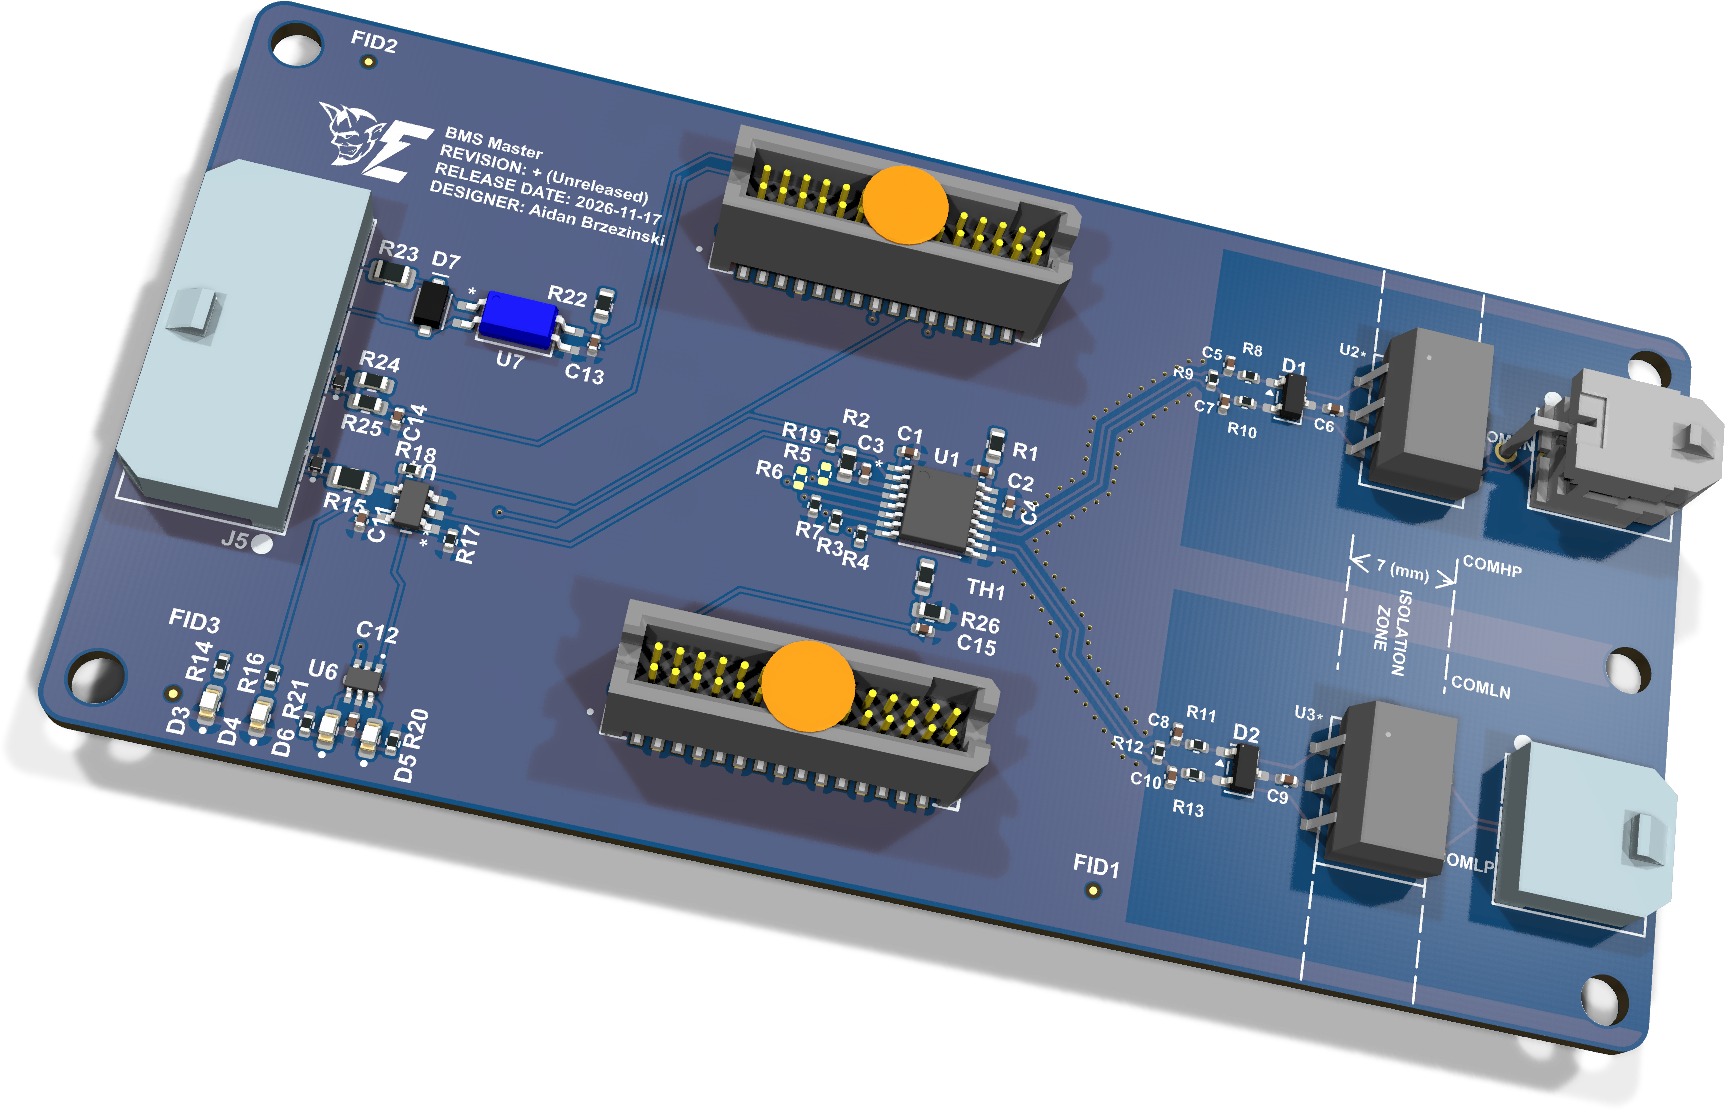 FID2
BMS Master
REVISION: + (Unreleased)
RELEASE DATE: 2026-11-17
DESIGNER: Aidan Brzezinski
R23
D7
*
R22
U7
C13
R24
R25
C14
R18
R15
C11
**
R17
J5
R2
R19
C3
C1
*
U1
R1
R5
R6
C2
C4
R7
R3
R4
TH1
R26
C15
C5
R8
R9
D1
C7
R10
C6
U2*
7 (mm)
COMHP
ISOLATION
ZONE
COMLN
FID3
R14
R16
C12
U6
R21
D3
D4
D6
D5
R20
C8
R11
R12
D2
C10
R13
C9
U3*
OMLP
FID1